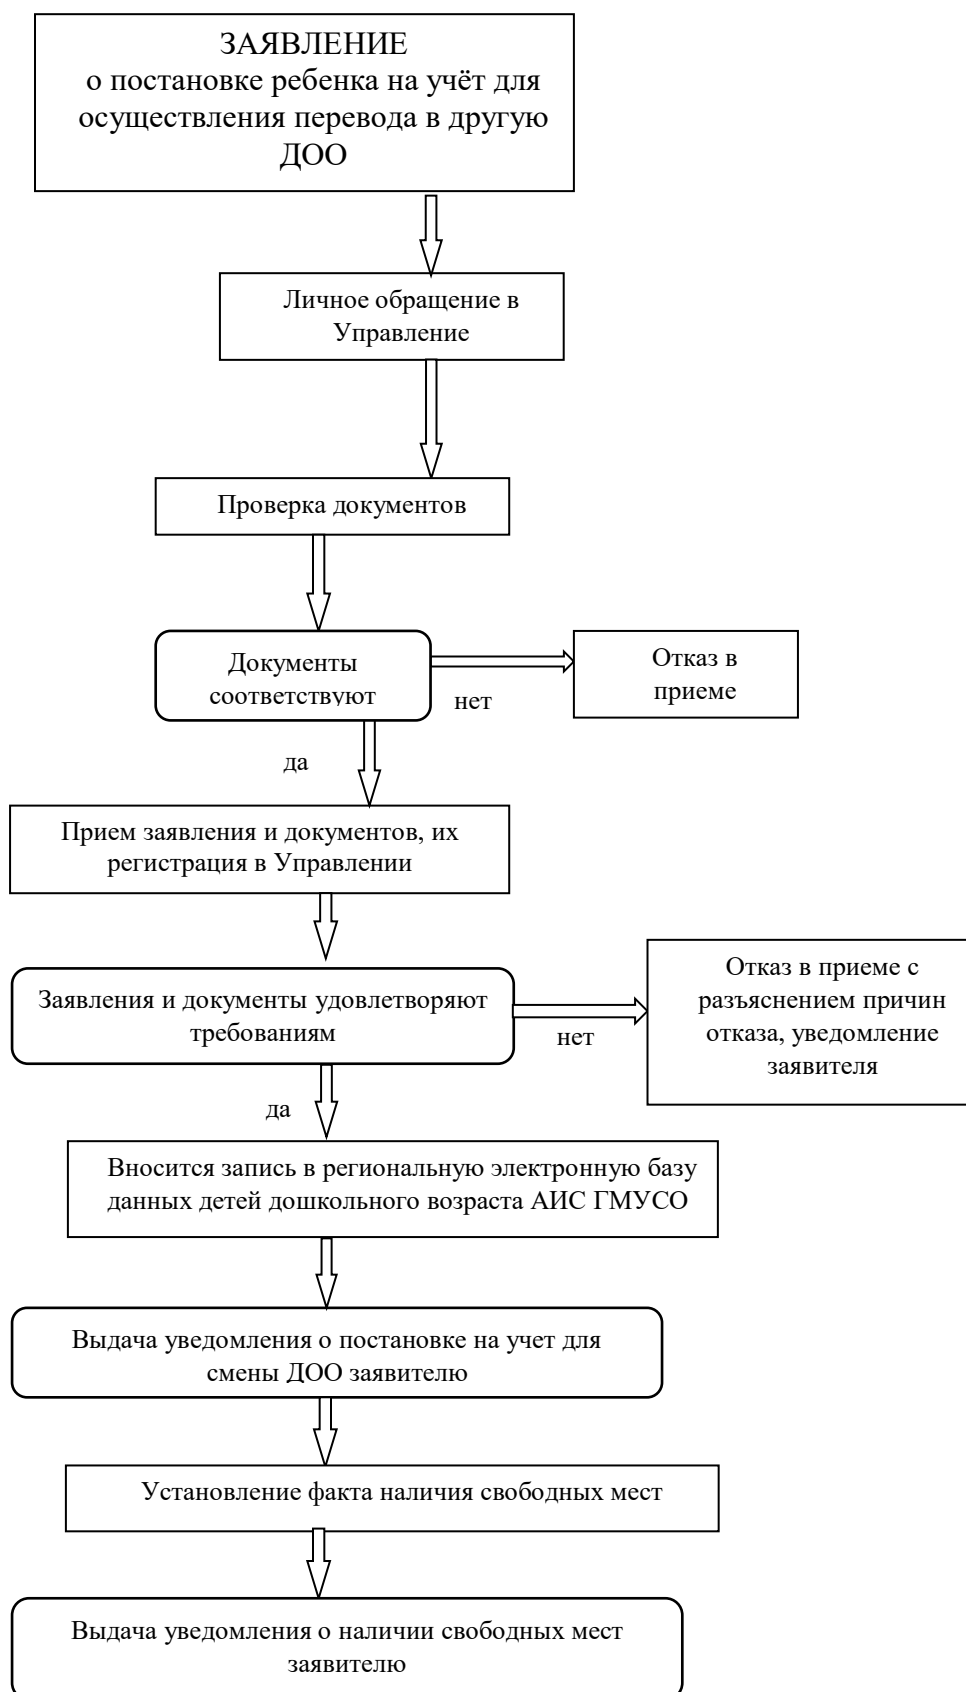 ЗАЯВЛЕНИЕ
о постановке ребенка на учёт для
осуществления перевода в другую
ДОО
Личное обращение в
Управление
Проверка документов
Документы
соответствуют
нет
Отказ в
приеме
да
Прием заявления и документов, их
регистрация в Управлении
Заявления и документы удовлетворяют
требованиям
нет
Отказ в приеме с
разъяснением причин
отказа, уведомление
заявителя
да
Вносится запись в региональную электронную базу
данных детей дошкольного возраста АИС ГМУСО
Выдача уведомления о постановке на учет для
смены ДОО заявителю
Установление факта наличия свободных мест
Выдача уведомления о наличии свободных мест
заявителю